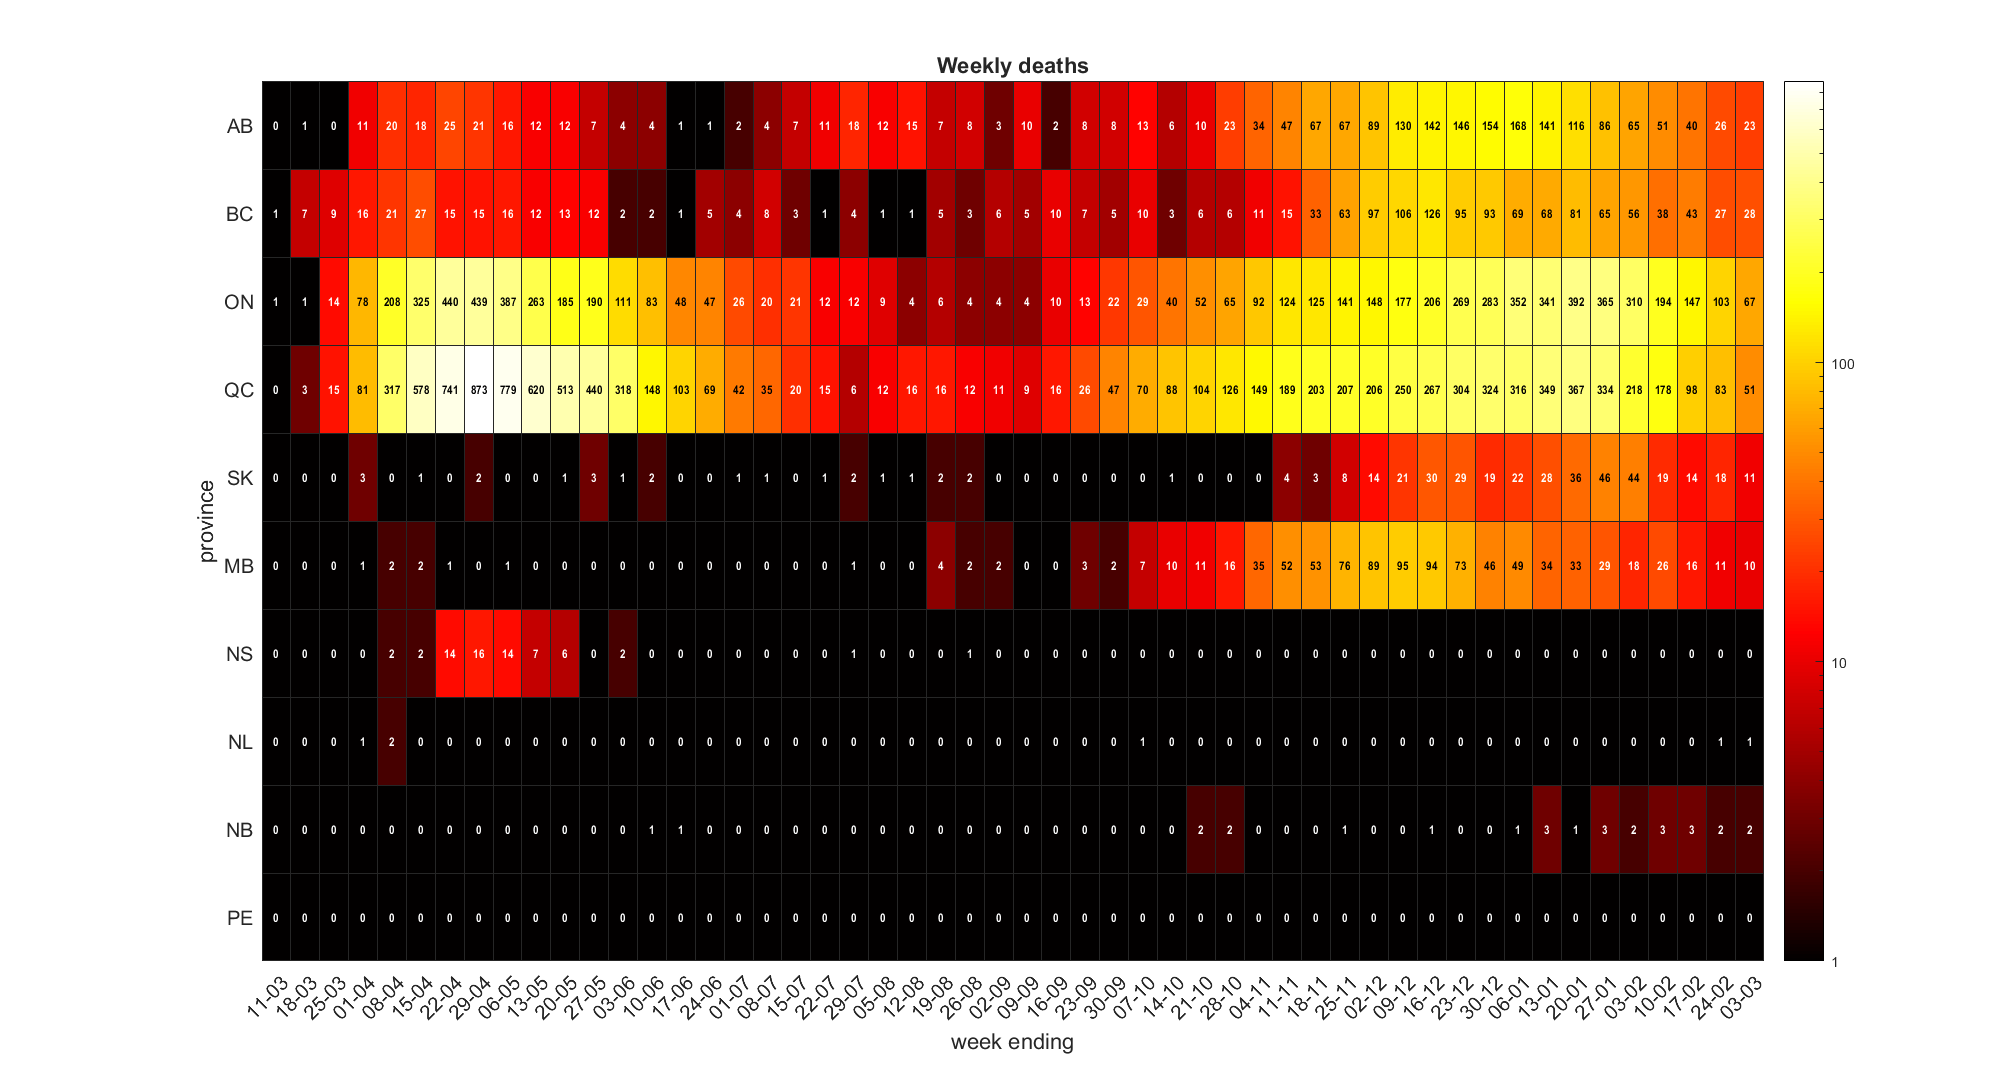 Weekly deaths
AB 0 1 0 11 20 18 25 21 16 12 12 7 4 4 1 1 2 4 7 11 18 12 15 7 8 3 10 2 8 8 13 6 10 23 34 47 67 67 89 130 142 146 154 168 141 116 86 65 51 40 26 23
BC 1 7 9 16 21 27 15 15 16 12 13 12 2 2 1 5 4 8 3 1 4 1 1 5 3 6 5 10 7 5 10 3 6 6 11 15 33 63 97 106 126 95 93 69 68 81 65 56 38 43 27 28
ON 1 1 14 78 208 325 440 439 387 263 185 190 111 83 48 47 26 20 21 12 12 9 4 6 4 4 4 10 13 22 29 40 52 65 92 124 125 141 148 177 206 269 283 352 341 392 365 310 194 147 103 67
QC 0 3 15 81 317 578 741 873 779 620 513 440 318 148 103 69 42 35 20 15 6 12 16 16 12 11 9 16 26 47 70 88 104 126 149 189 203 207 206 250 267 304 324 316 349 367 334 218 178 98 83 51
100
SK 0 0 0 3 0 1 0 2 0 0 1 3 1 2 0 0 1 1 0 1 2 1 1 2 2 0 0 0 0 0 0 1 0 0 0 4 3 8 14 21 30 29 19 22 28 36 46 44 19 14 18 11
province
MB 0 0 0 1 2 2 1 0 1 0 0 0 0 0 0 0 0 0 0 0 1 0 0 4 2 2 0 0 3 2 7 10 11 16 35 52 53 76 89 95 94 73 46 49 34 33 29 18 26 16 11 10
NS 0 0 0 0 2 2 14 16 14 7 6 0 2 0 0 0 0 0 0 0 1 0 0 0 1 0 0 0 0 0 0 0 0 0 0 0 0 0 0 0 0 0 0 0 0 0 0 0 0 0 0 0
10
NL 0 0 0 1 2 0 0 0 0 0 0 0 0 0 0 0 0 0 0 0 0 0 0 0 0 0 0 0 0 0 1 0 0 0 0 0 0 0 0 0 0 0 0 0 0 0 0 0 0 0 1 1
NB 0 0 0 0 0 0 0 0 0 0 0 0 0 1 1 0 0 0 0 0 0 0 0 0 0 0 0 0 0 0 0 0 2 2 0 0 0 1 0 0 1 0 0 1 3 1 3 2 3 3 2 2
PE 0 0 0 0 0 0 0 0 0 0 0 0 0 0 0 0 0 0 0 0 0 0 0 0 0 0 0 0 0 0 0 0 0 0 0 0 0 0 0 0 0 0 0 0 0 0 0 0 0 0 0 0
1
11-03 18-03 25-03 01-04 08-04 15-04 22-04 29-04 06-05 13-05 20-05 27-05 03-06 10-06 17-06 24-06 01-07 08-07 15-07 22-07 29-07 05-08 12-08 19-08 26-08 02-09 09-09 16-09 23-09 30-09 07-10 14-10 21-10 28-10 04-11 11-11 18-11 25-11 02-12 09-12 16-12 23-12 30-12 06-01 13-01 20-01 27-01 03-02 10-02 17-02 24-02 03-03
week ending